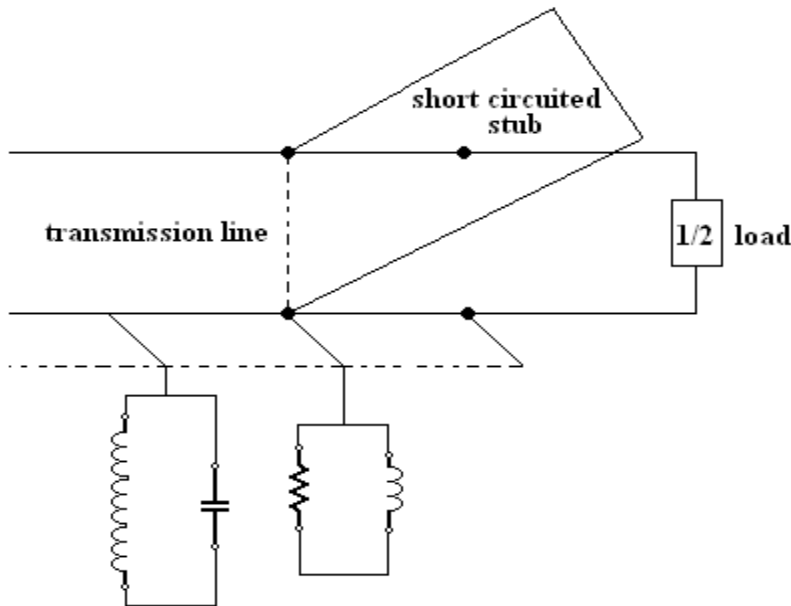 short circuited
stub
transmission line
1/2
load